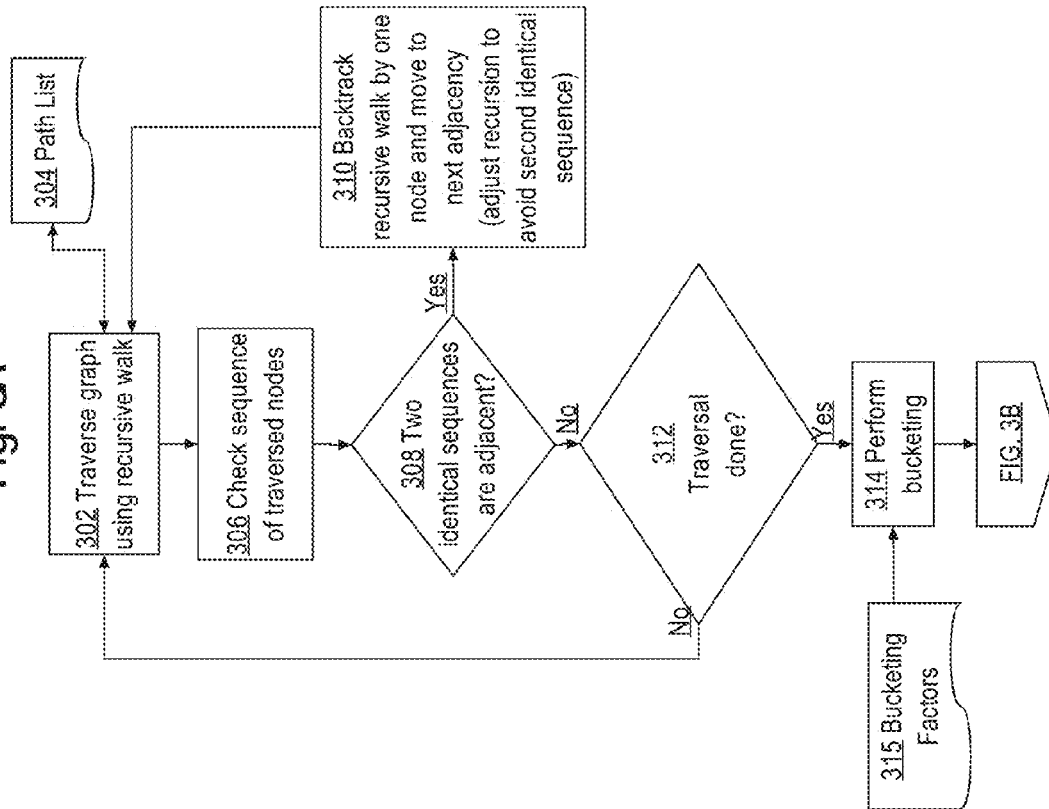 304 Path List
302 Traverse graph
using recursive walk
306 Check sequence
of traversed nodes
308 Two
identical sequences
are adjacent?
Yes
310 Backtrack
recursive walk by one
node and move to
next adjacency
(adjust recursion to
avoid second identical
sequence)
No
312
Traversal
done?
No
Yes
314 Perform
bucketing
315 Bucketing
Factors
FIG. 3B